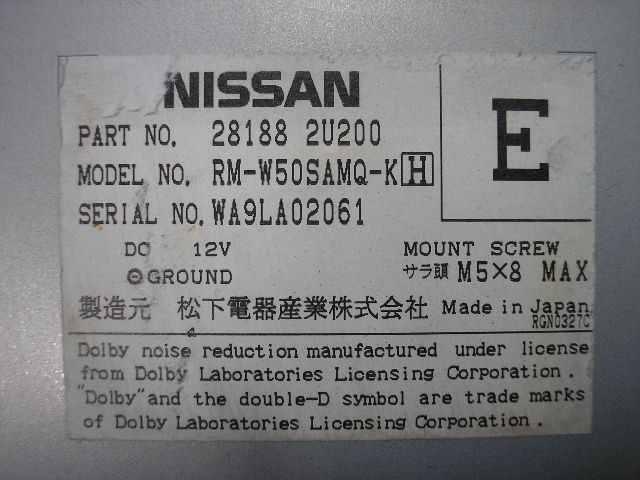 NISSAN
E
PART NO. 28188 2U200
MODEL NO. RM-W50SAMQ-K H
SERIAL NO. WA9LA02061
DC 12V
MOUNT SCREW
⊖GROUND
サラ頭 M5×8 MAX
製造元 松下電器産業株式会社 Made in Japan
RGN0327C
Dolby noise reduction manufactured under license
from Dolby Laboratories Licensing Corporation.
"Dolby" and the double-D symbol are trade marks
of Dolby Laboratories Licensing Corporation.